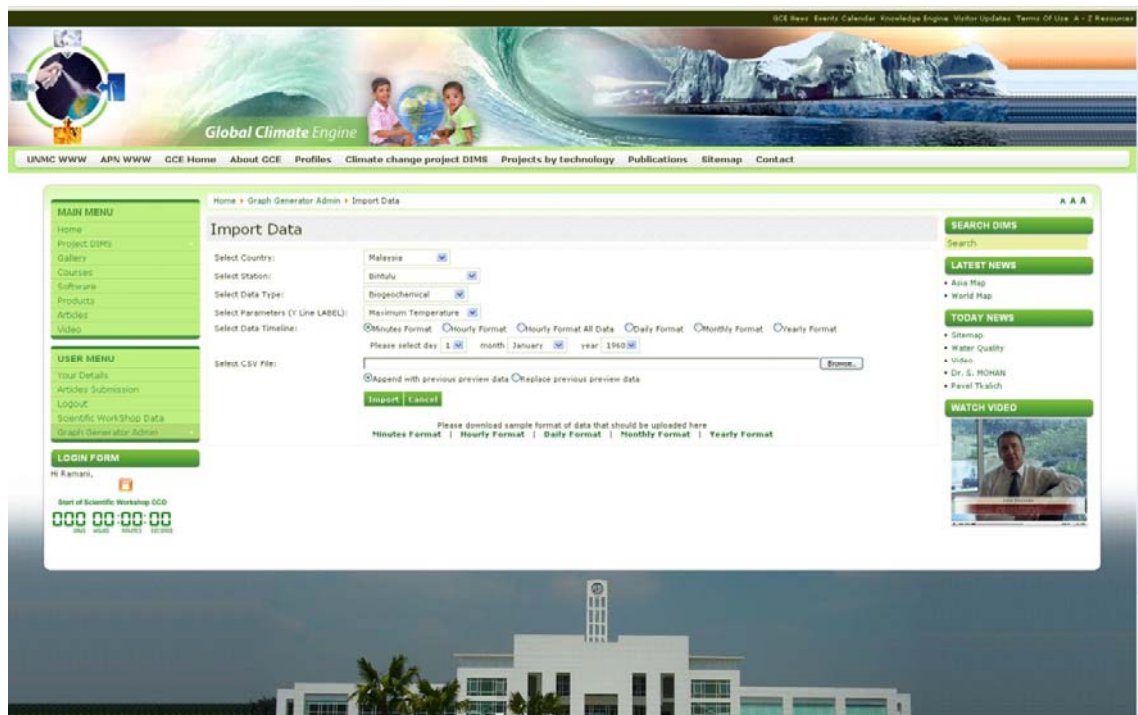 GCE News Events Calendar Knowledge Engine Visitor Updates Terms Of Use A - Z Resources
Global Climate Engine
UNMC WWW APN WWW GCE Home About GCE Profiles Climate change project DIMS Projects by technology Publications Sitemap Contact
MAIN MENU
Home
Project DIMS
Gallery
Courses
Software
Products
Articles
Video
USER MENU
Your Details
Articles Submission
Logout
Scientific WorkShop Data
Graph Generator Admin
LOGIN FORM
Hi Ramani,
Start of Scientific Workshop CCD
000 00:00:00
DAYS HOURS MINUTES SECONDS
Home Graph Generator Admin Import Data
A A A
Import Data
Select Country: Malaysia
Select Station: Bintulu
Select Data Type: Biogeochemical
Select Parameters (Y Line LABEL): Maximum Temperature
Select Data Timeline: Minutes Format Hourly Format Hourly Format All Data Daily Format Monthly Format Yearly Format
Please select day 1 month January year 1960
Select CSV File: Browse..
Append with previous preview data Replace previous preview data
Import Cancel
Please download sample format of data that should be uploaded here
Minutes Format | Hourly Format | Daily Format | Monthly Format | Yearly Format
SEARCH DIMS
Search
LATEST NEWS
• Asia Map
• World Map
TODAY NEWS
• Sitemap
• Water Quality
• Video
• Dr. S. MOHAN
• Pavel Tkalich
WATCH VIDEO